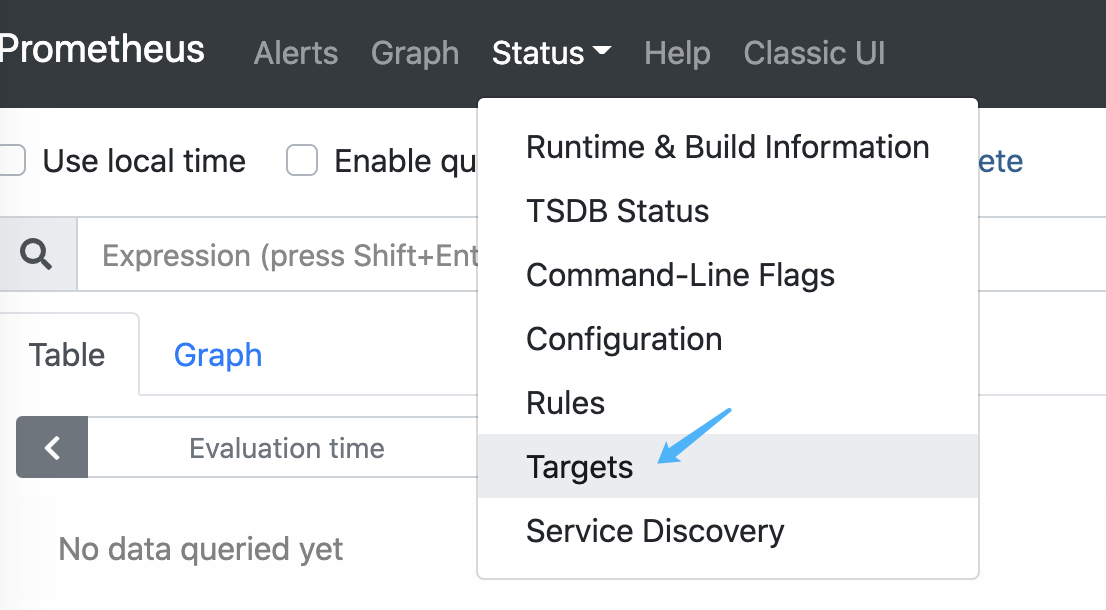 Prometheus Alerts Graph Status Help Classic UI
Use local time Enable qu ete
Expression (press Shift+Ent
Table Graph
Evaluation time
No data queried yet
Runtime & Build Information
TSDB Status
Command-Line Flags
Configuration
Rules
Targets
Service Discovery